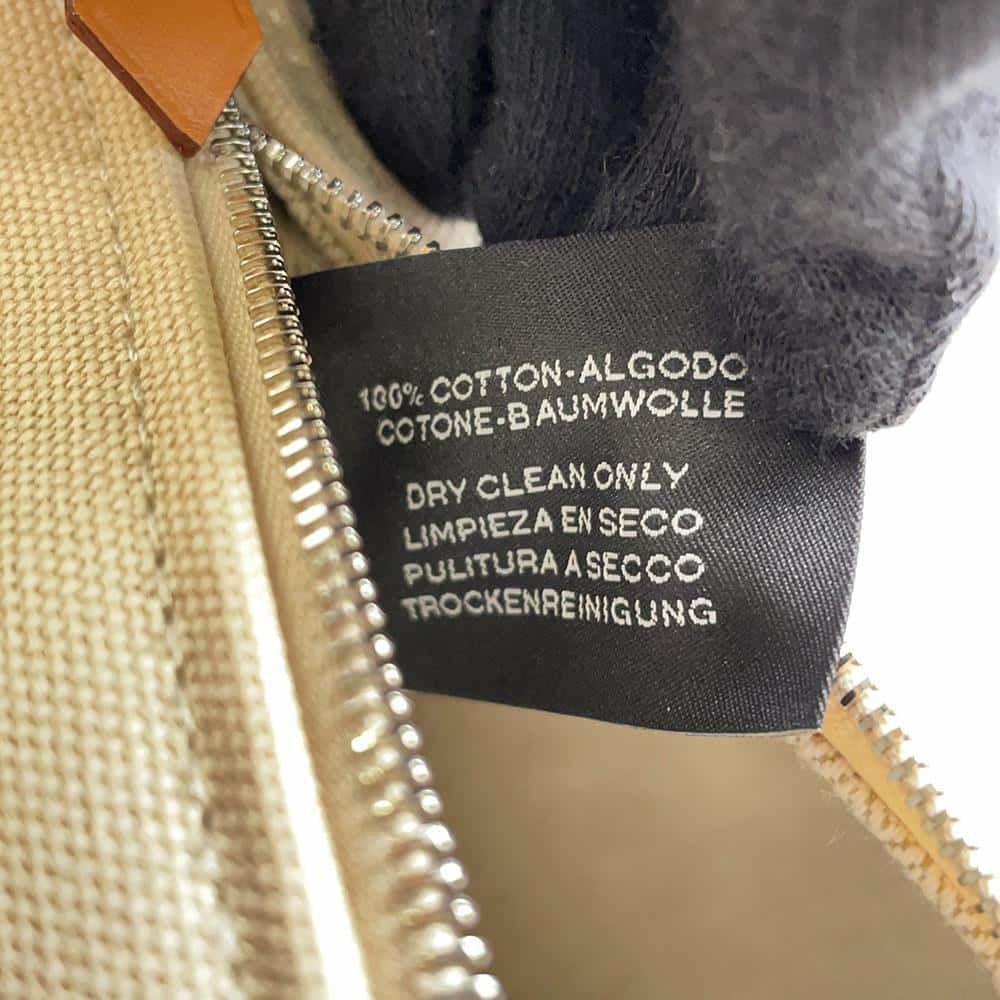 100% COTTON-ALGODO
COTONE-BAUMWOLLE
DRY CLEAN ONLY
LIMPIEZA EN SECO
PULITURA A SECCO
TROCKENREINIGUNG